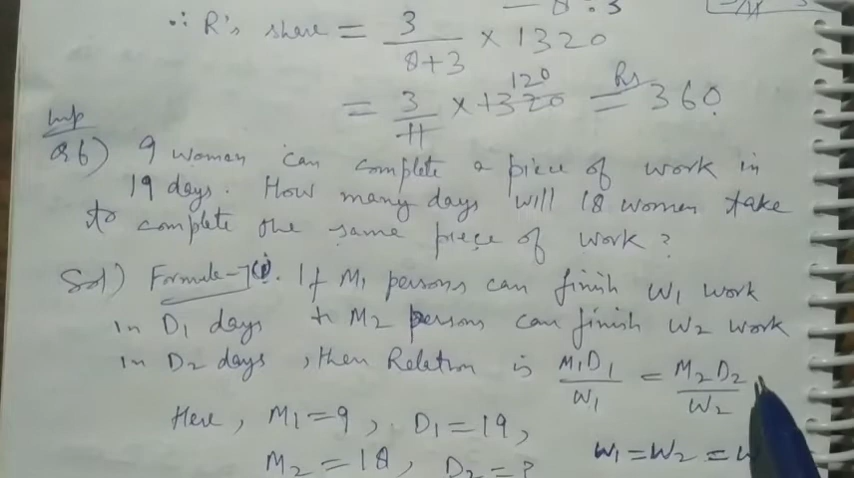 ∴ R's share = 3/(8+3) × 1320
= 3/11 × 1320 120 = Rs 360.
Imp
Q6) 9 women can complete a piece of work in
19 days. How many days will 18 women take
to complete the same piece of work?
Sol) Formula-7(i). If M1 persons can finish W1 work
in D1 days & M2 persons can finish W2 work
in D2 days, then Relation is M1D1/W1 = M2D2/W2
Here, M1=9, D1=19,
M2=18, D2=?
W1=W2=W